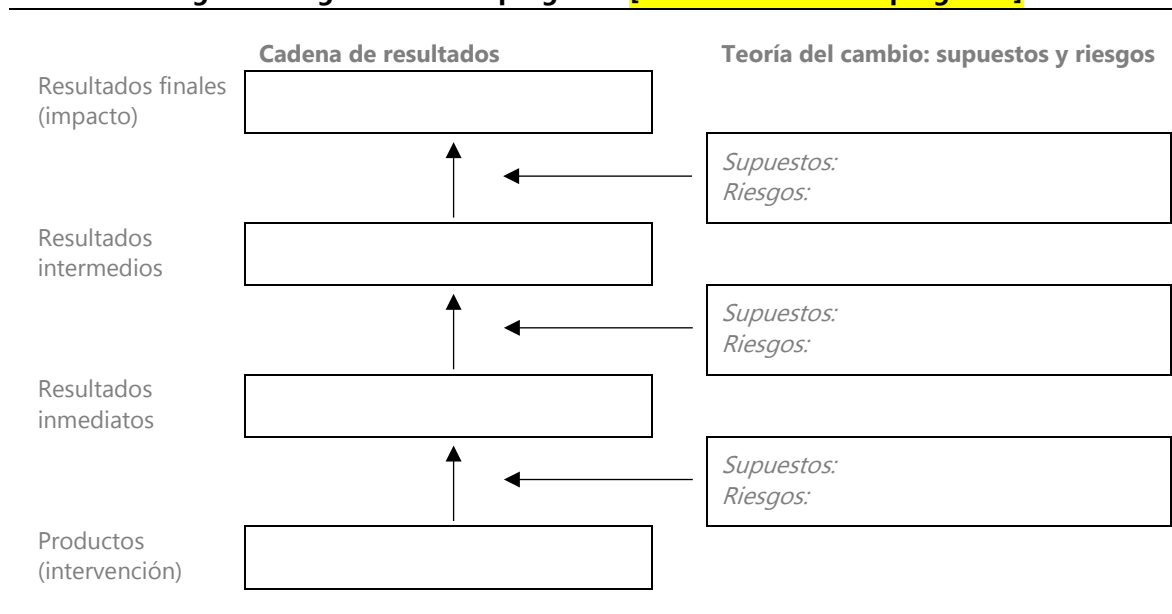 Cadena de resultados
Teoría del cambio: supuestos y riesgos
Resultados finales
(impacto)
Supuestos:
Riesgos:
Resultados
intermedios
Supuestos:
Riesgos:
Resultados
inmediatos
Supuestos:
Riesgos:
Productos
(intervención)